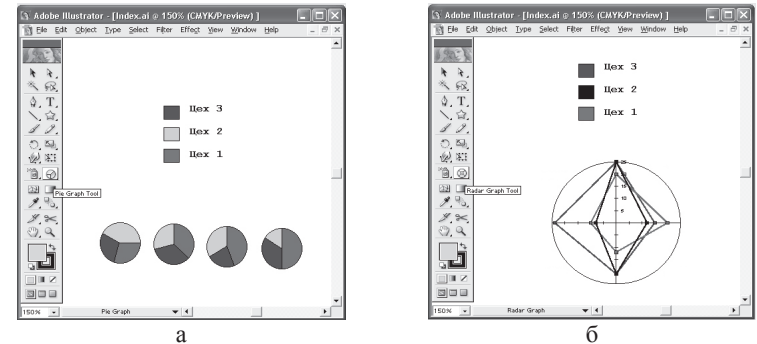 Adobe Illustrator - [Index.ai @ 150% (CMYK/Preview) ]
File Edit Object Type Select Filter Effect View Window Help
Цех 3
Цех 2
Цех 1
Pie Graph Tool
150% Pie Graph
а
Adobe Illustrator - [Index.ai @ 150% (CMYK/Preview) ]
File Edit Object Type Select Filter Effect View Window Help
Цех 3
Цех 2
Цех 1
25
20
15
10
5
Radar Graph Tool
150% Radar Graph
б